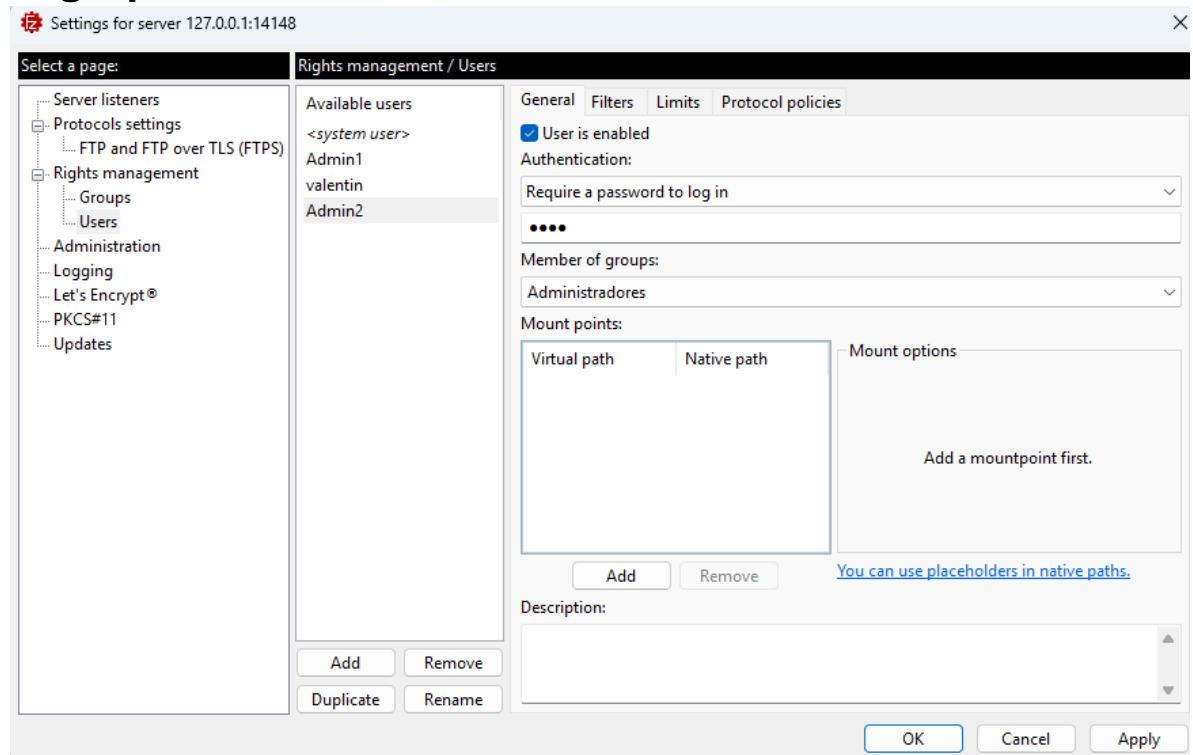 Settings for server 127.0.0.1:14148
Select a page:
Server listeners
Protocols settings
FTP and FTP over TLS (FTPS)
Rights management
Groups
Users
Administration
Logging
Let's Encrypt®
PKCS#11
Updates
Rights management / Users
Available users
<system user>
Admin1
valentin
Admin2
Add
Remove
Duplicate
Rename
General
Filters
Limits
Protocol policies
User is enabled
Authentication:
Require a password to log in
••••
Member of groups:
Administradores
Mount points:
Virtual path
Native path
Mount options
Add a mountpoint first.
Add
Remove
You can use placeholders in native paths.
Description:
OK
Cancel
Apply